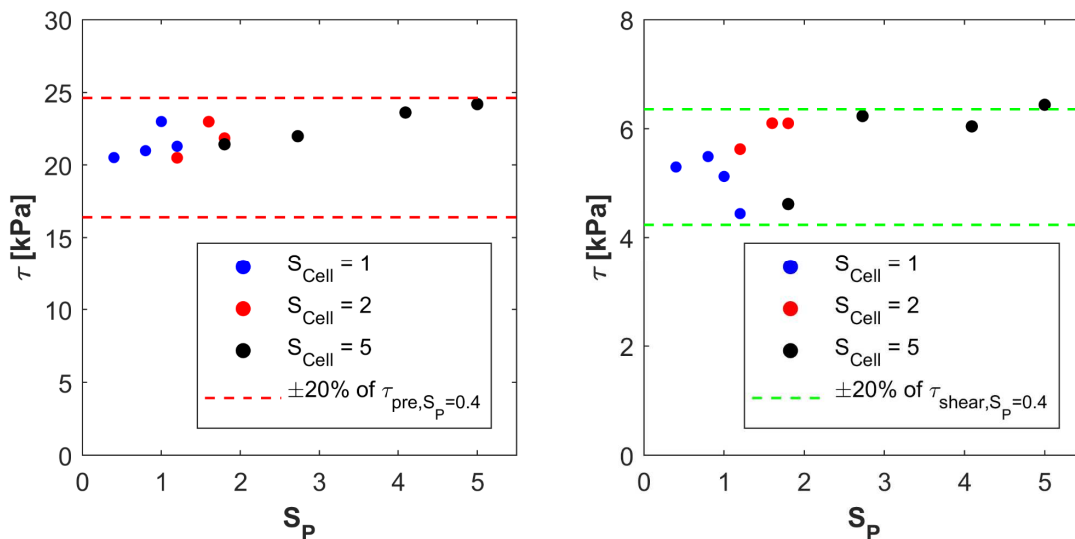 30
25
20
15
10
5
0
τ [kPa]
S_Cell = 1
S_Cell = 2
S_Cell = 5
±20% of τ_pre,S_P=0.4
0 1 2 3 4 5
S_P
8
6
4
2
0
τ [kPa]
S_Cell = 1
S_Cell = 2
S_Cell = 5
±20% of τ_shear,S_P=0.4
0 1 2 3 4 5
S_P